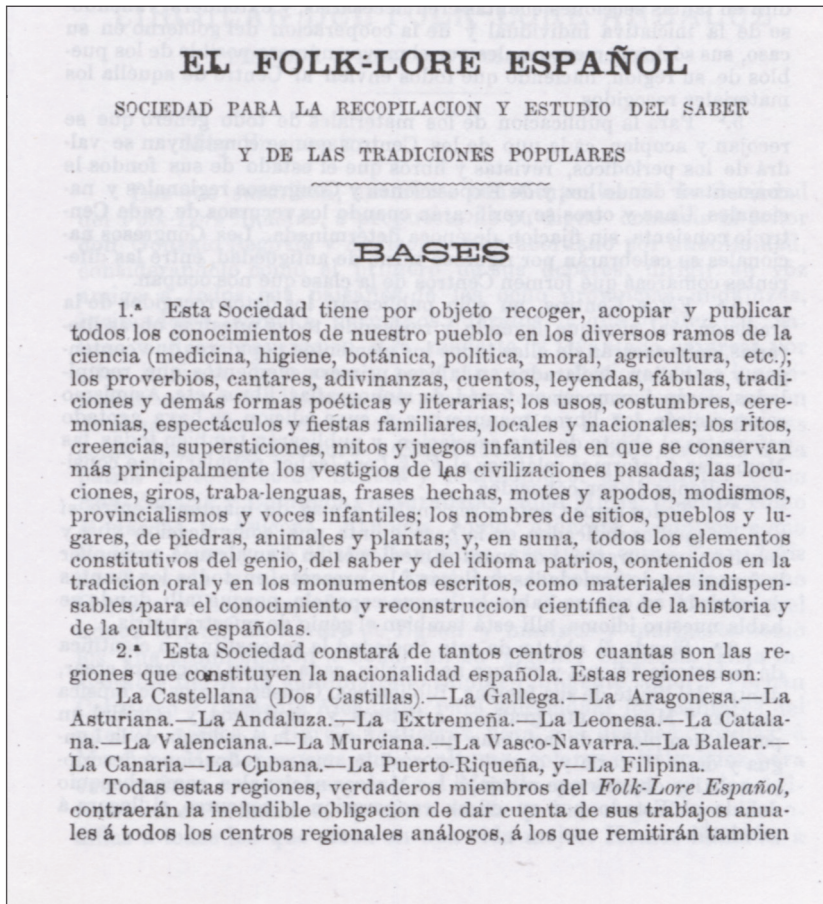 EL FOLK-LORE ESPAÑOL
SOCIEDAD PARA LA RECOPILACION Y ESTUDIO DEL SABER
Y DE LAS TRADICIONES POPULARES
BASES
1.ª Esta Sociedad tiene por objeto recoger, acopiar y publicar
todos los conocimientos de nuestro pueblo en los diversos ramos de la
ciencia (medicina, higiene, botánica, política, moral, agricultura, etc.);
los proverbios, cantares, adivinanzas, cuentos, leyendas, fábulas, tradi-
ciones y demás formas poéticas y literarias; los usos, costumbres, cere-
monias, espectáculos y fiestas familiares, locales y nacionales; los ritos,
creencias, supersticiones, mitos y juegos infantiles en que se conservan
más principalmente los vestigios de las civilizaciones pasadas; las locu-
ciones, giros, traba-lenguas, frases hechas, motes y apodos, modismos,
provincialismos y voces infantiles; los nombres de sitios, pueblos y lu-
gares, de piedras, animales y plantas; y, en suma, todos los elementos
constitutivos del genio, del saber y del idioma patrios, contenidos en la
tradicion oral y en los monumentos escritos, como materiales indispen-
sables para el conocimiento y reconstruccion científica de la historia y
de la cultura españolas.
2.ª Esta Sociedad constará de tantos centros cuantas son las re-
giones que constituyen la nacionalidad española. Estas regiones son:
La Castellana (Dos Castillas).—La Gallega.—La Aragonesa.—La
Asturiana.—La Andaluza.—La Extremeña.—La Leonesa.—La Catala-
na.—La Valenciana.—La Murciana.—La Vasco-Navarra.—La Balear.—
La Canaria—La Cubana.—La Puerto-Riqueña, y—La Filipina.
Todas estas regiones, verdaderos miembros del Folk-Lore Español,
contraerán la ineludible obligacion de dar cuenta de sus trabajos anua-
les á todos los centros regionales análogos, á los que remitirán tambien